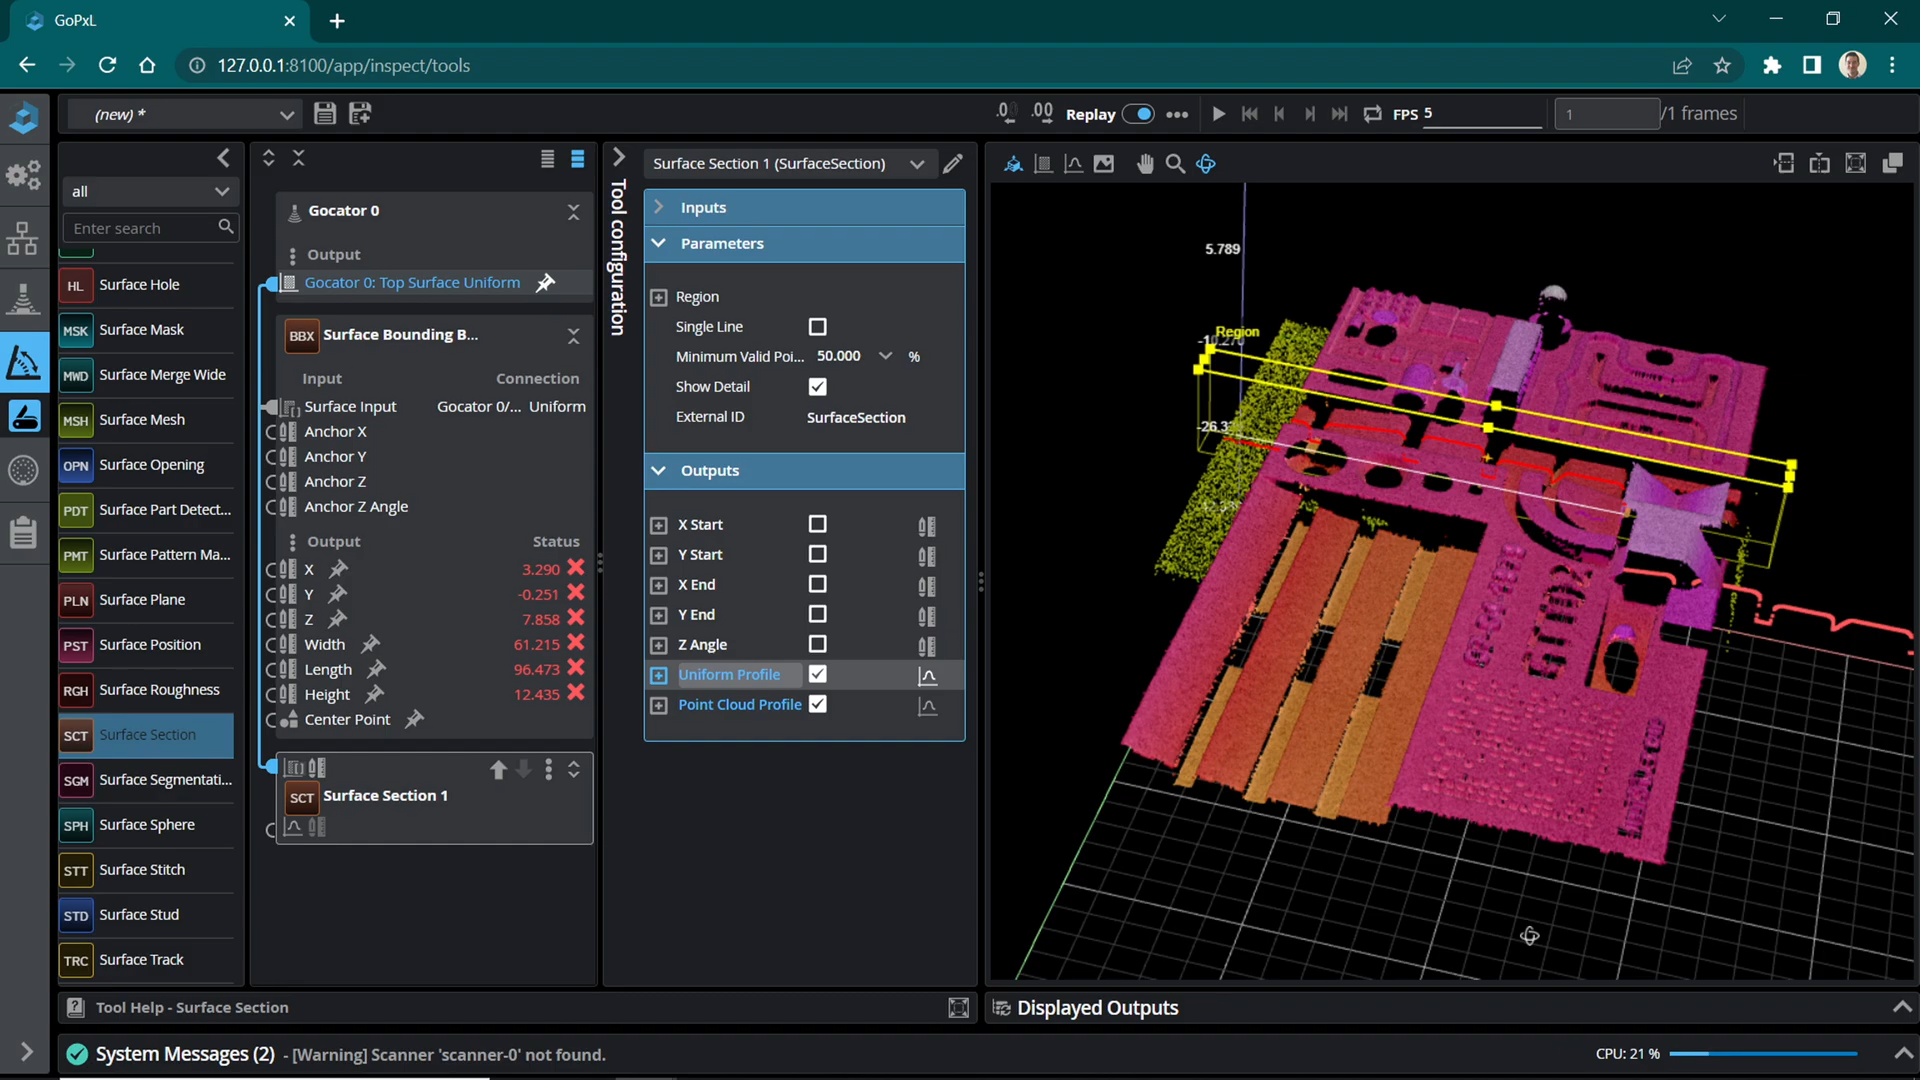 GoPxL
127.0.0.1:8100/app/inspect/tools
(new) *
.0
.00
Replay
FPS 5
1
/1 frames
all
Enter search
HL Surface Hole
MSK Surface Mask
MWD Surface Merge Wide
MSH Surface Mesh
OPN Surface Opening
PDT Surface Part Detect...
PMT Surface Pattern Ma...
PLN Surface Plane
PST Surface Position
RGH Surface Roughness
SCT Surface Section
SGM Surface Segmentati...
SPH Surface Sphere
STT Surface Stitch
STD Surface Stud
TRC Surface Track
Gocator 0
Output
Gocator 0: Top Surface Uniform
BBX Surface Bounding B...
Input Connection
Surface Input Gocator 0/... Uniform
Anchor X
Anchor Y
Anchor Z
Anchor Z Angle
Output Status
X 3.290
Y -0.251
Z 7.858
Width 61.215
Length 96.473
Height 12.435
Center Point
SCT Surface Section 1
Tool configuration
Surface Section 1 (SurfaceSection)
Inputs
Parameters
Region
Single Line
Minimum Valid Poi... 50.000 %
Show Detail
External ID SurfaceSection
Outputs
X Start
Y Start
X End
Y End
Z Angle
Uniform Profile
Point Cloud Profile
5.789
Region
Tool Help - Surface Section
Displayed Outputs
System Messages (2) - [Warning] Scanner 'scanner-0' not found.
CPU: 21 %